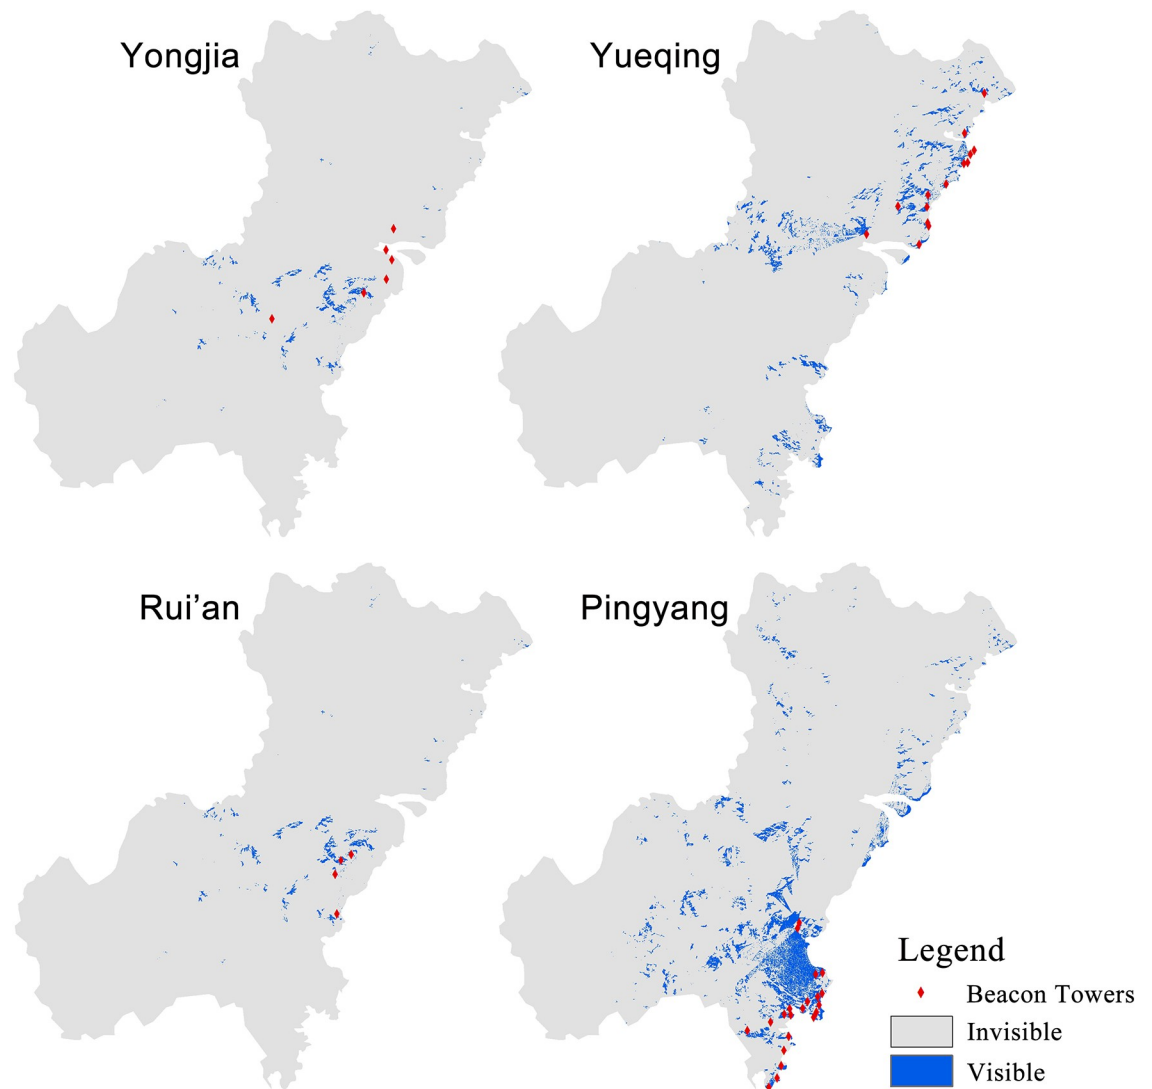 Yongjia
Yueqing
Rui’an
Pingyang
Legend
Beacon Towers
Invisible
Visible